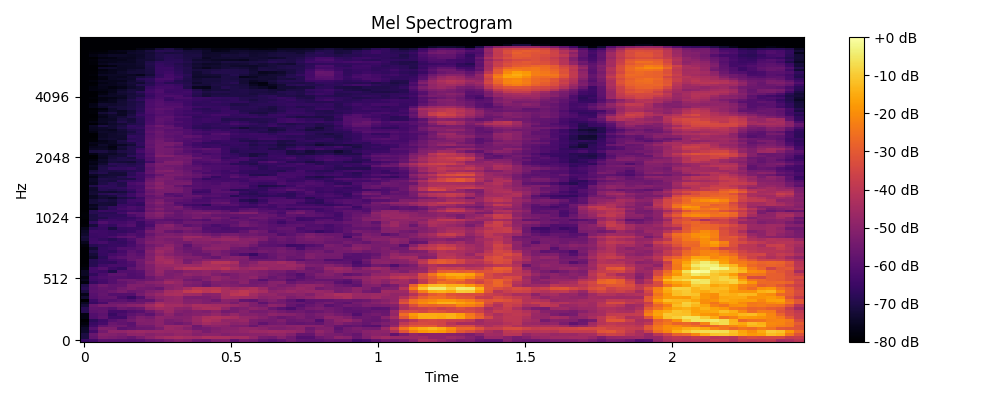 Mel Spectrogram
+0 dB
-10 dB
-20 dB
-30 dB
-40 dB
-50 dB
-60 dB
-70 dB
-80 dB
Hz
4096
2048
1024
512
0
0
0.5
1
1.5
2
Time